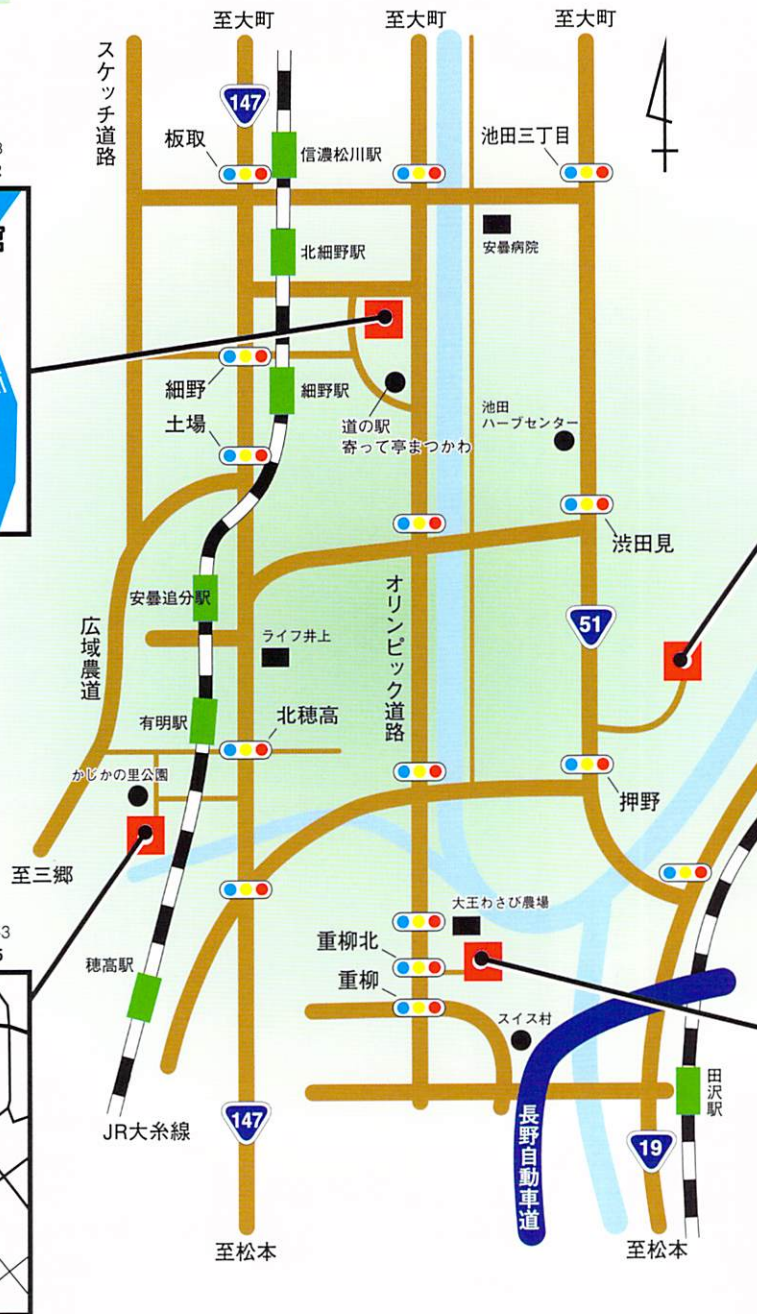 至大町
至大町
至大町
スケッチ道路
147
板取
信濃松川駅
池田三丁目
安曇病院
北細野駅
細野
細野駅
土場
道の駅
寄って亭まつかわ
池田
ハーブセンター
渋田見
安曇追分駅
広域農道
ライフ井上
オリンピック道路
51
有明駅
北穂高
かじかの里公園
押野
至三郷
大王わさび農場
重柳北
穂高駅
重柳
スイス村
田沢駅
JR大糸線
147
長野自動車道
19
至松本
至松本